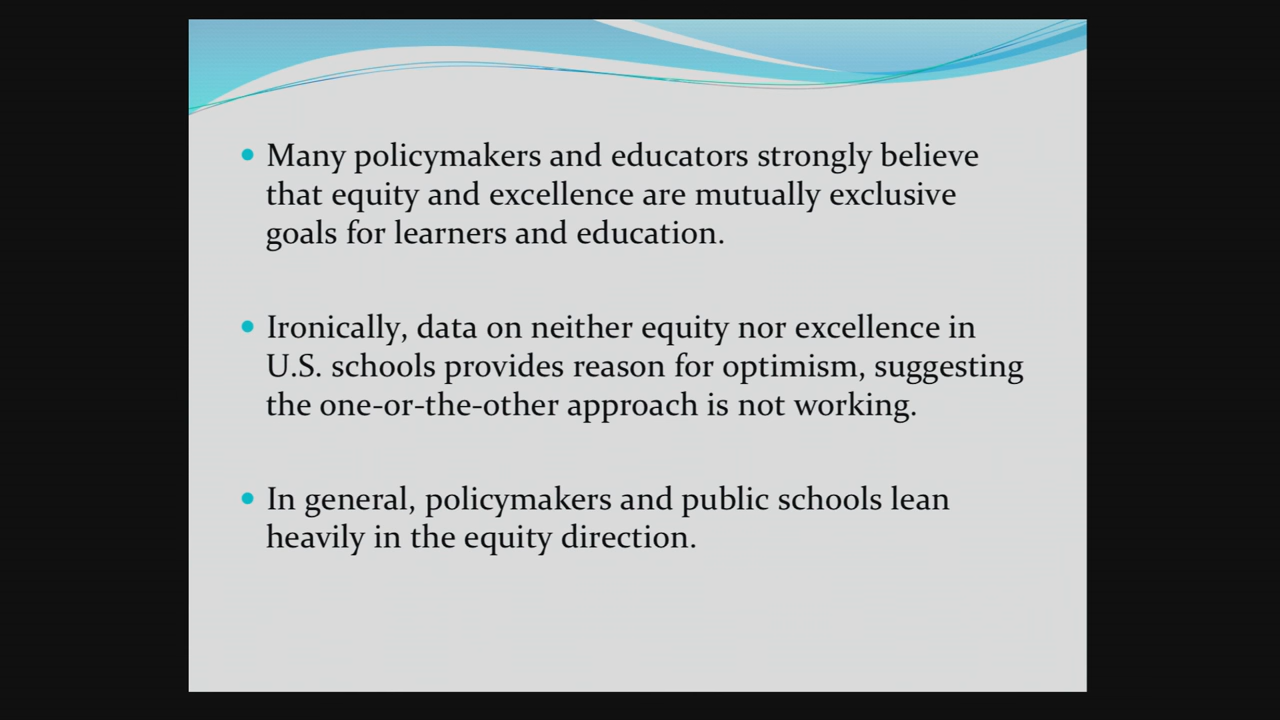 Many policymakers and educators strongly believe
that equity and excellence are mutually exclusive
goals for learners and education.
Ironically, data on neither equity nor excellence in
U.S. schools provides reason for optimism, suggesting
the one-or-the-other approach is not working.
In general, policymakers and public schools lean
heavily in the equity direction.